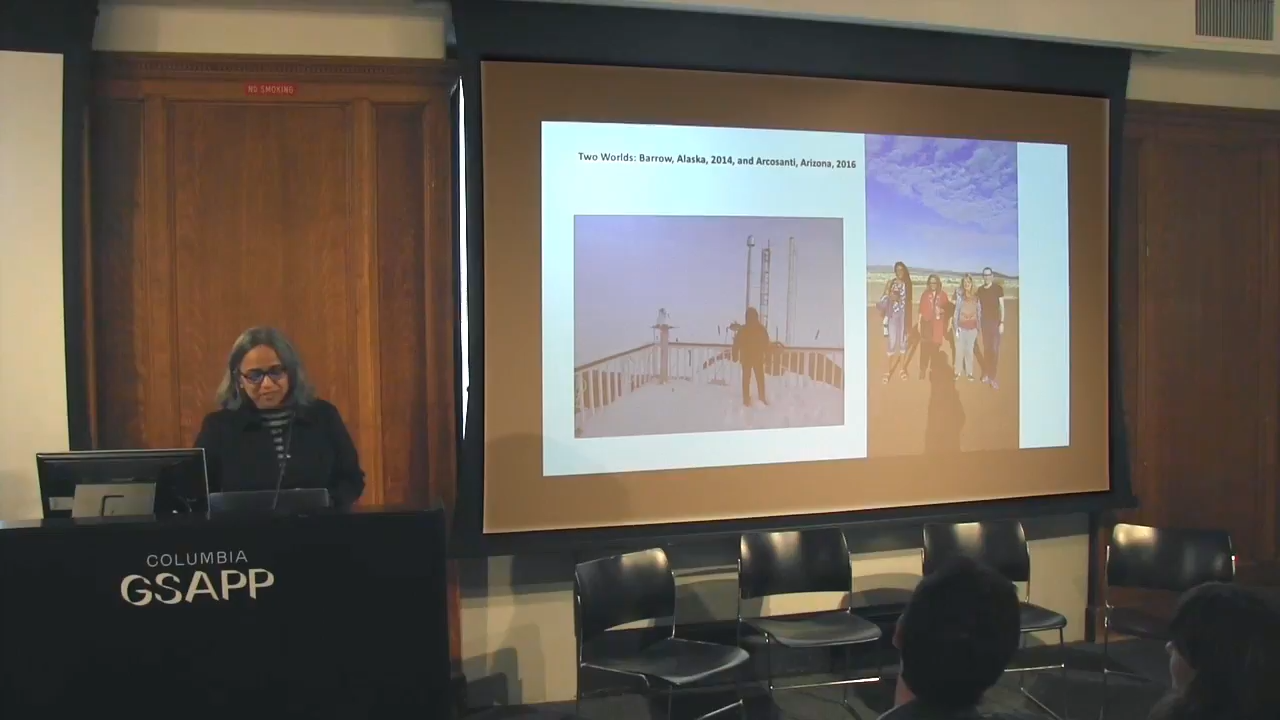 NO SMOKING
Two Worlds: Barrow, Alaska, 2014, and Arcosanti, Arizona, 2016
COLUMBIA
GSAPP